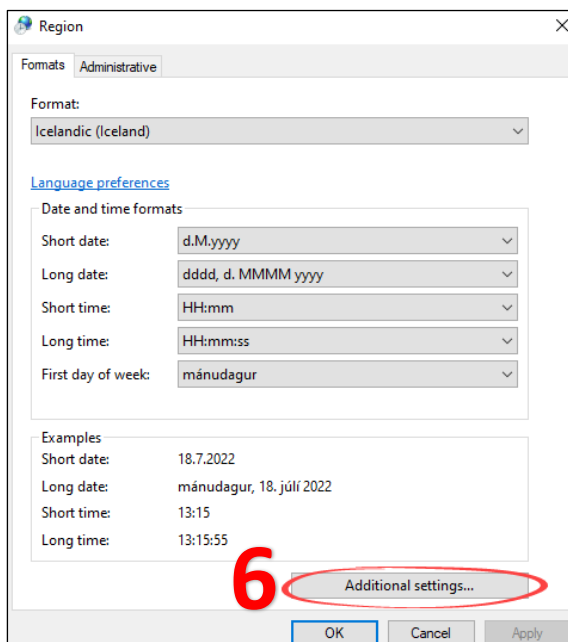 Region
Formats Administrative
Format:
Icelandic (Iceland)
Language preferences
Date and time formats
Short date: d.M.yyyy
Long date: dddd, d. MMMM yyyy
Short time: HH:mm
Long time: HH:mm:ss
First day of week: mánudagur
Examples
Short date: 18.7.2022
Long date: mánudagur, 18. júlí 2022
Short time: 13:15
Long time: 13:15:55
6 Additional settings...
OK Cancel Apply